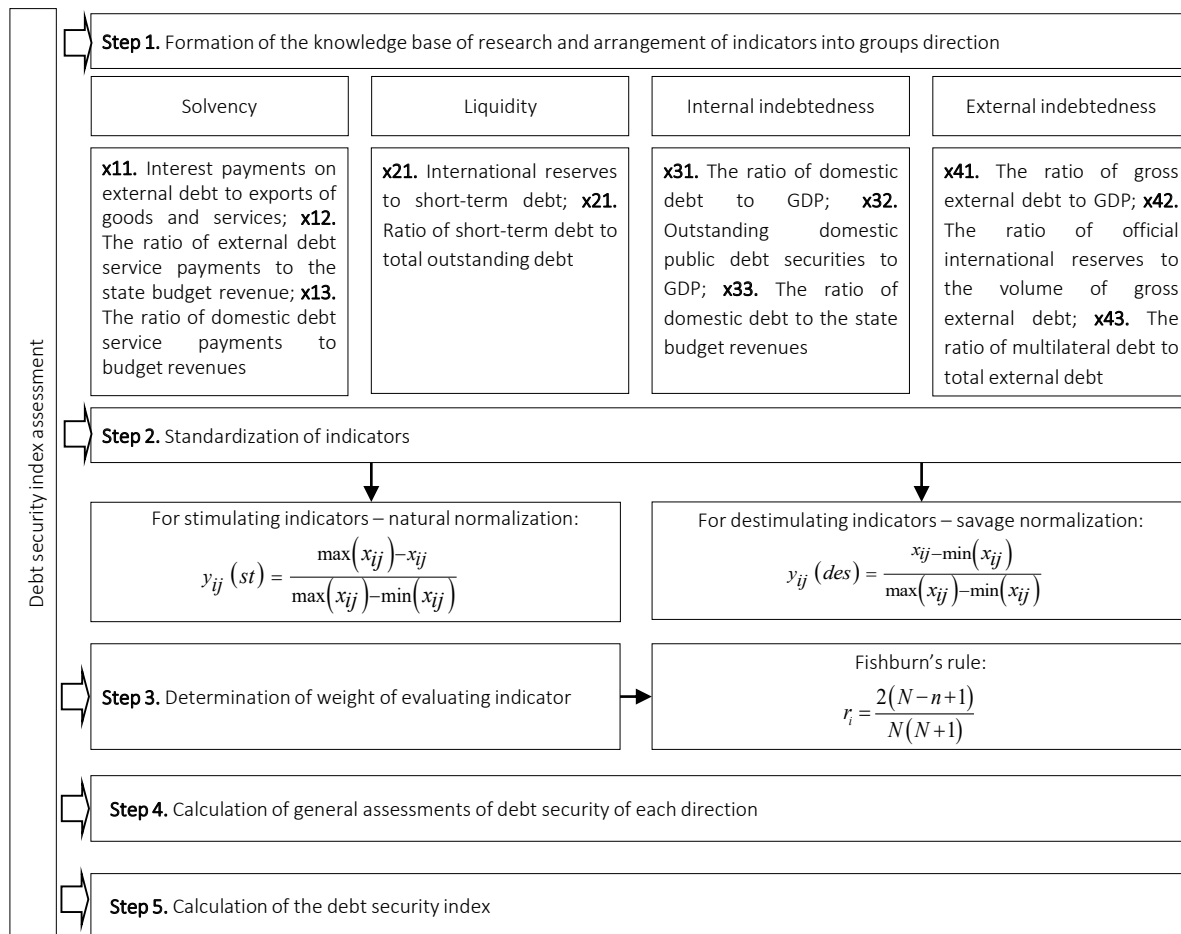 Debt security index assessment
Step 1. Formation of the knowledge base of research and arrangement of indicators into groups direction
Solvency
Liquidity
Internal indebtedness
External indebtedness
x11. Interest payments on
external debt to exports of
goods and services; x12.
The ratio of external debt
service payments to the
state budget revenue; x13.
The ratio of domestic debt
service payments to
budget revenues
x21. International reserves
to short-term debt; x21.
Ratio of short-term debt to
total outstanding debt
x31. The ratio of domestic
debt to GDP; x32.
Outstanding domestic
public debt securities to
GDP; x33. The ratio of
domestic debt to the state
budget revenues
x41. The ratio of gross
external debt to GDP; x42.
The ratio of official
international reserves to
the volume of gross
external debt; x43. The
ratio of multilateral debt to
total external debt
Step 2. Standardization of indicators
For stimulating indicators – natural normalization:
y_ij (st) = (max(x_ij)−x_ij) / (max(x_ij)−min(x_ij))
For destimulating indicators – savage normalization:
y_ij (des) = (x_ij−min(x_ij)) / (max(x_ij)−min(x_ij))
Step 3. Determination of weight of evaluating indicator
Fishburn's rule:
r_i = 2(N−n+1) / N(N+1)
Step 4. Calculation of general assessments of debt security of each direction
Step 5. Calculation of the debt security index